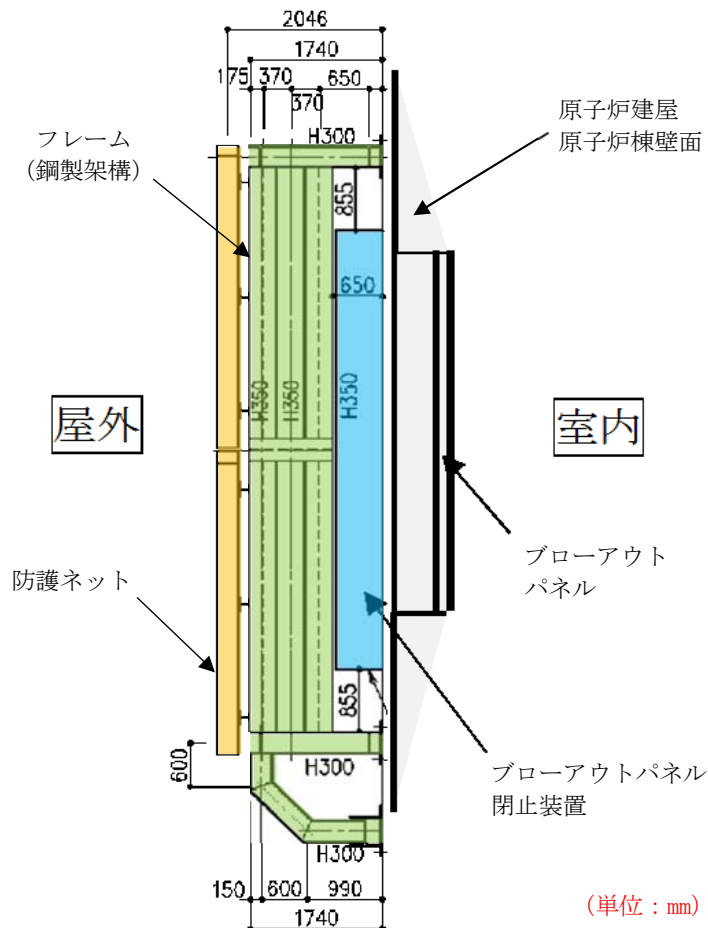 2046
1740
175 370 650
370
H300
原子炉建屋
原子炉棟壁面
フレーム
（鋼製架構）
855
650
H350
H350
H350
屋外
室内
ブローアウト
パネル
防護ネット
855
600
H300
ブローアウトパネル
閉止装置
H300
150 600 990
1740
（単位：mm）